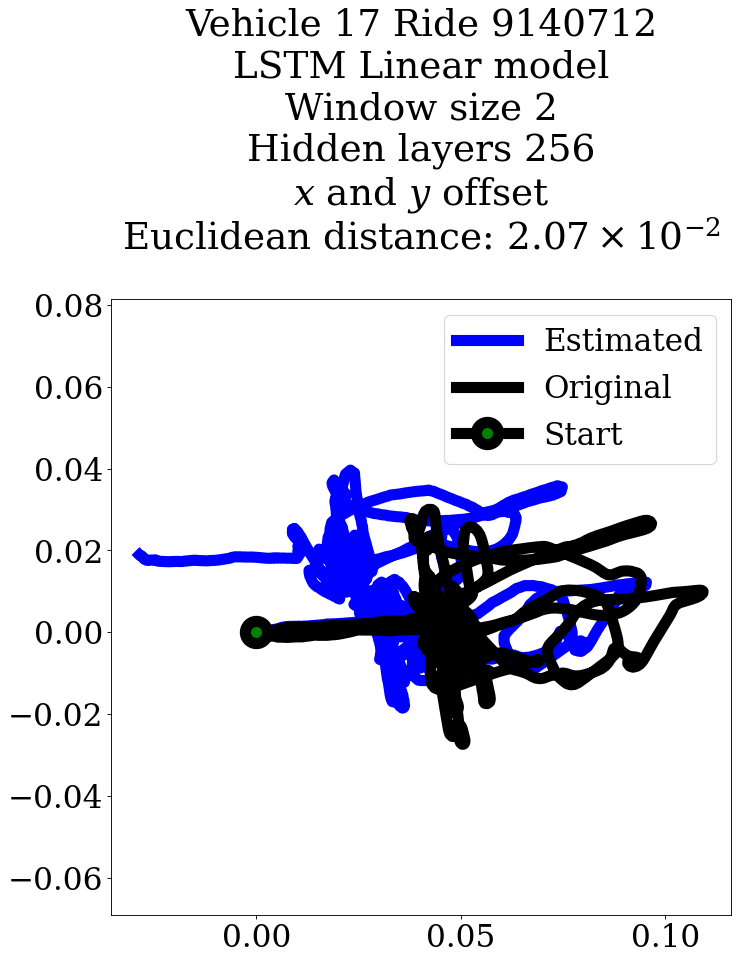 Vehicle 17 Ride 9140712
LSTM Linear model
Window size 2
Hidden layers 256
x and y offset
Euclidean distance: 2.07 × 10⁻²
0.08
0.06
0.04
0.02
0.00
−0.02
−0.04
−0.06
Estimated
Original
Start
0.00 0.05 0.10